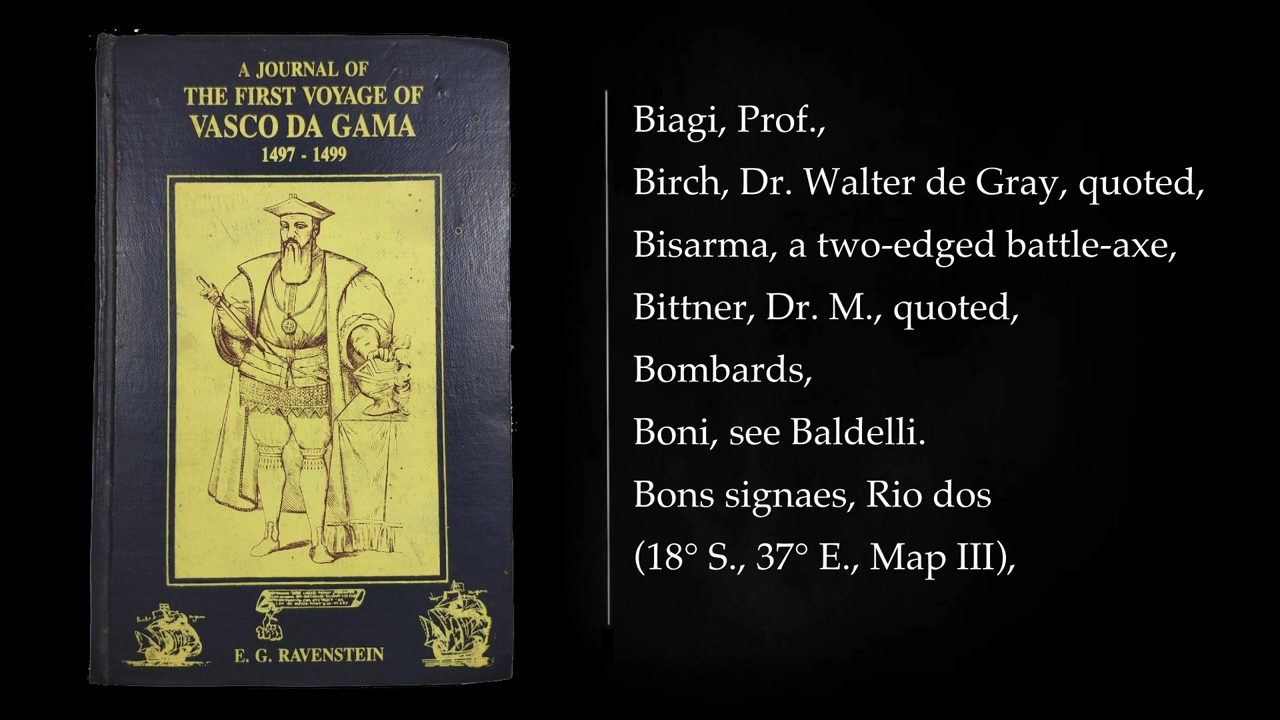 A JOURNAL OF
THE FIRST VOYAGE OF
VASCO DA GAMA
1497 - 1499
E. G. RAVENSTEIN
Biagi, Prof.,
Birch, Dr. Walter de Gray, quoted,
Bisarma, a two-edged battle-axe,
Bittner, Dr. M., quoted,
Bombards,
Boni, see Baldelli.
Bons signaes, Rio dos
(18° S., 37° E., Map III),